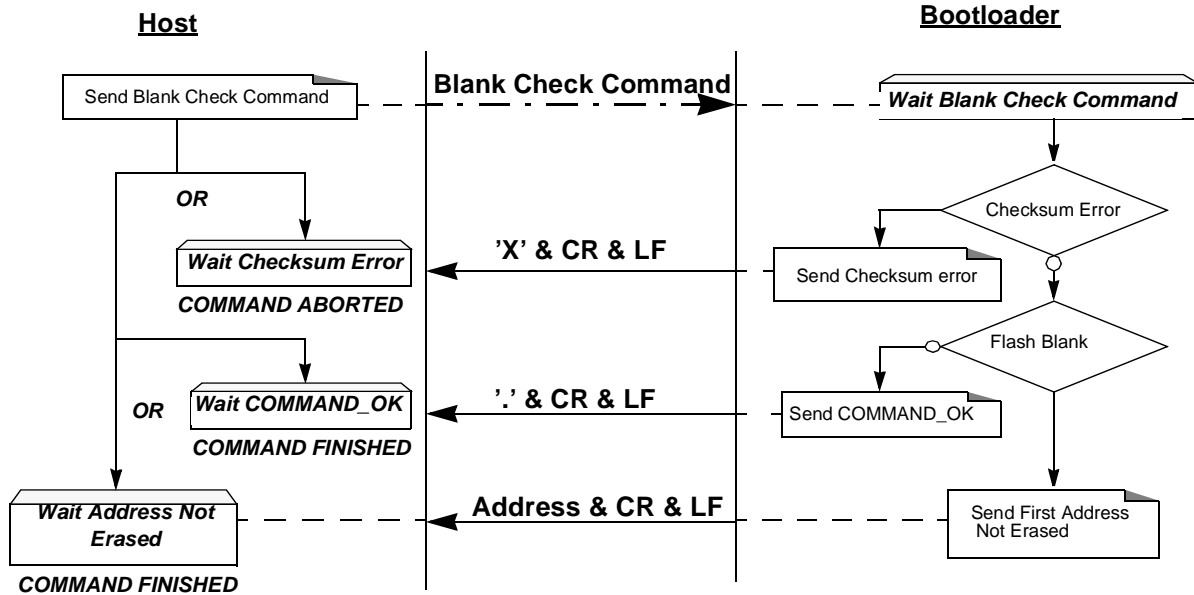 Host
Bootloader
Send Blank Check Command
Blank Check Command
Wait Blank Check Command
OR
Checksum Error
Wait Checksum Error
’X’ & CR & LF
Send Checksum error
COMMAND ABORTED
Flash Blank
OR
Wait COMMAND_OK
’.’ & CR & LF
Send COMMAND_OK
COMMAND FINISHED
Wait Address Not
Erased
Address & CR & LF
Send First Address
Not Erased
COMMAND FINISHED